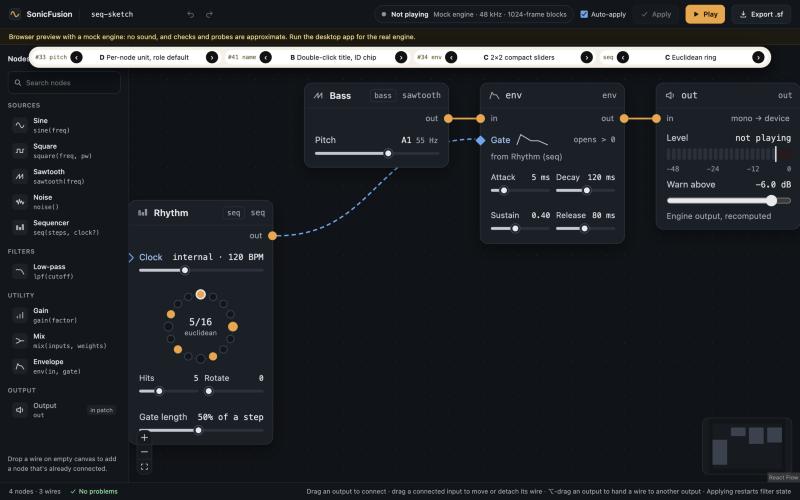 SonicFusion
seq-sketch
Not playing Mock engine · 48 kHz · 1024-frame blocks
Auto-apply
Apply
Play
Export .sf
Browser preview with a mock engine: no sound, and checks and probes are approximate. Run the desktop app for the real engine.
Nodes
#33 pitch
D Per-node unit, role default
#41 name
B Double-click title, ID chip
#34 env
C 2×2 compact sliders
seq
C Euclidean ring
Search nodes
SOURCES
Sine
sine(freq)
Square
square(freq, pw)
Sawtooth
sawtooth(freq)
Noise
noise()
Sequencer
seq(steps, clock?)
FILTERS
Low-pass
lpf(cutoff)
UTILITY
Gain
gain(factor)
Mix
mix(inputs, weights)
Envelope
env(in, gate)
OUTPUT
Output
out
in patch
Drop a wire on empty canvas to add
a node that's already connected.
Bass
bass sawtooth
out
Pitch A1 55 Hz
env env
in out
Gate opens > 0
from Rhythm (seq)
Attack 5 ms Decay 120 ms
Sustain 0.40 Release 80 ms
out out
in mono → device
Level not playing
-48 -24 -12 0
Warn above -6.0 dB
Engine output, recomputed
Rhythm
seq seq
out
Clock internal · 120 BPM
5/16
euclidean
Hits 5 Rotate 0
Gate length 50% of a step
React Flow
4 nodes · 3 wires
No problems
Drag an output to connect · drag a connected input to move or detach its wire · ⌥-drag an output to hand a wire to another output · Applying restarts filter state